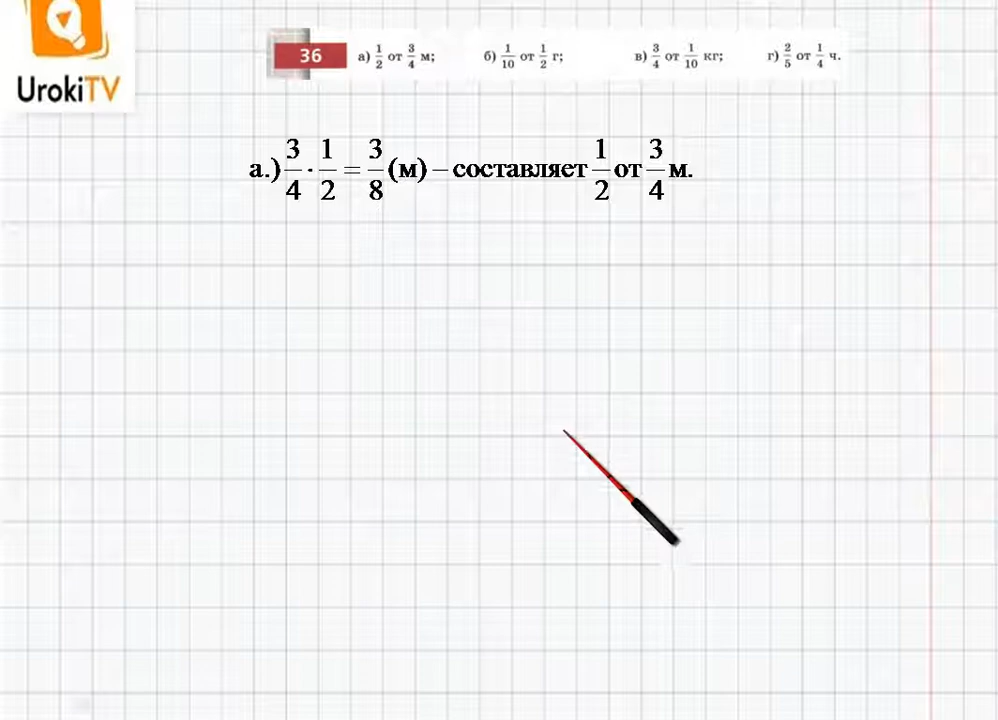 UrokiTV
36 а) 1/2 от 3/4 м; б) 1/10 от 1/2 г; в) 3/4 от 1/10 кг; г) 2/5 от 1/4 ч.
а.) 3/4 · 1/2 = 3/8 (м) – составляет 1/2 от 3/4 м.